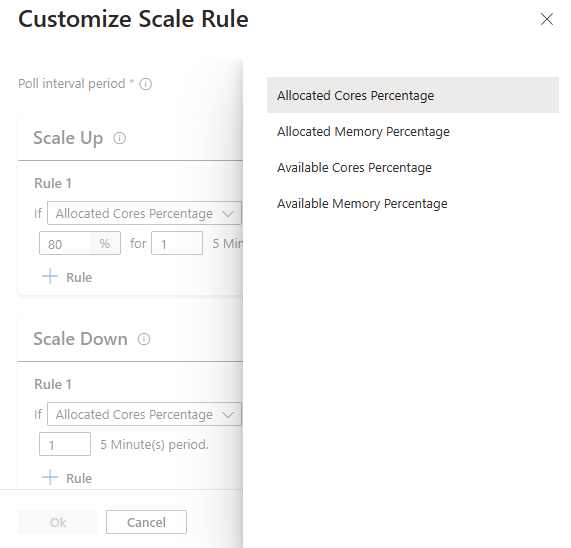 Customize Scale Rule
Poll interval period *
Scale Up
Rule 1
If Allocated Cores Percentage
80 % for 1 5
Rule
Scale Down
Rule 1
If Allocated Cores Percentage
1 5 Minute(s) period.
Rule
Ok Cancel
Allocated Cores Percentage
Allocated Memory Percentage
Available Cores Percentage
Available Memory Percentage